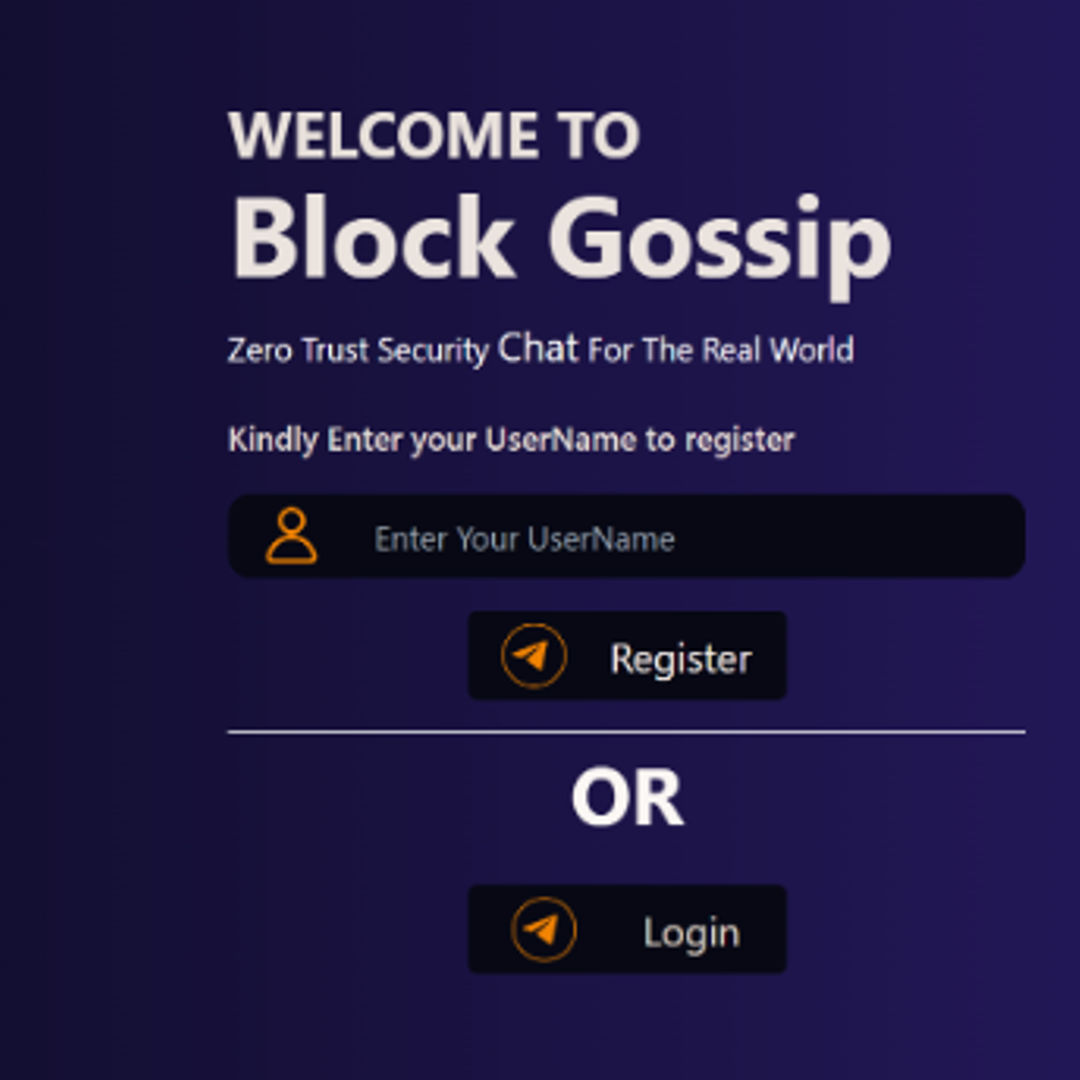 WELCOME TO
Block Gossip
Zero Trust Security Chat For The Real World
Kindly Enter your UserName to register
Enter Your UserName
Register
OR
Login